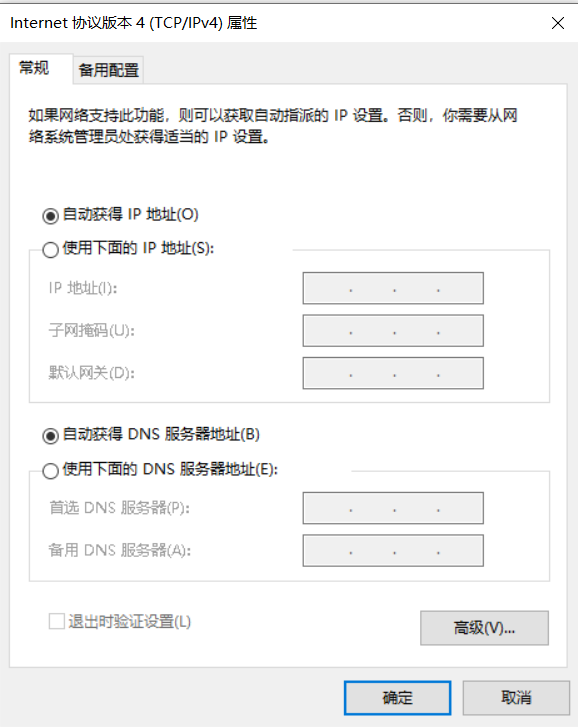 Internet 协议版本 4 (TCP/IPv4) 属性
常规
备用配置
如果网络支持此功能，则可以获取自动指派的 IP 设置。否则，你需要从网
络系统管理员处获得适当的 IP 设置。
自动获得 IP 地址(O)
使用下面的 IP 地址(S):
IP 地址(I):
子网掩码(U):
默认网关(D):
自动获得 DNS 服务器地址(B)
使用下面的 DNS 服务器地址(E):
首选 DNS 服务器(P):
备用 DNS 服务器(A):
退出时验证设置(L)
高级(V)...
确定
取消